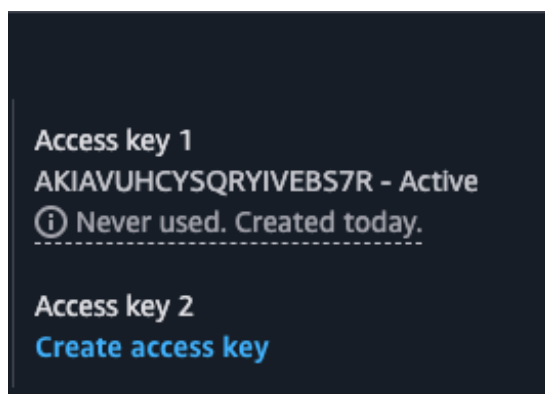 Access key 1
AKIAVUHCYSQRYIVEBS7R - Active
Never used. Created today.
Access key 2
Create access key